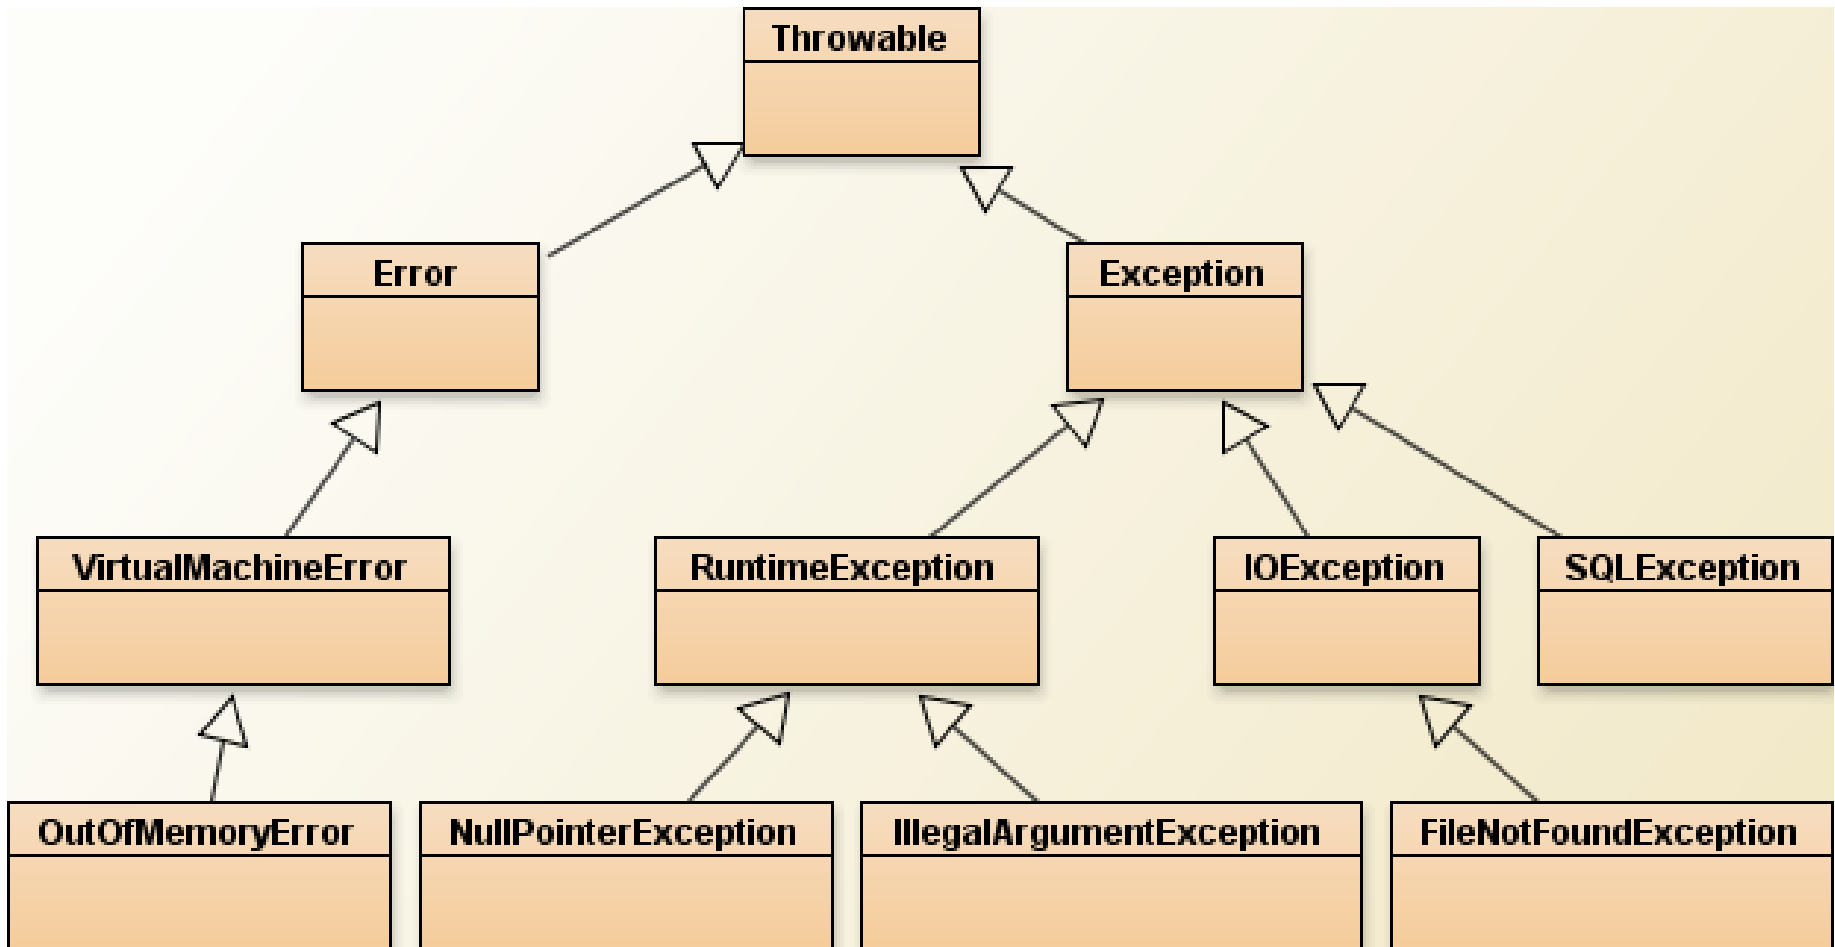 Throwable
Error
Exception
VirtualMachineError
RuntimeException
IOException
SQLException
OutOfMemoryError
NullPointerException
IllegalArgumentException
FileNotFoundException